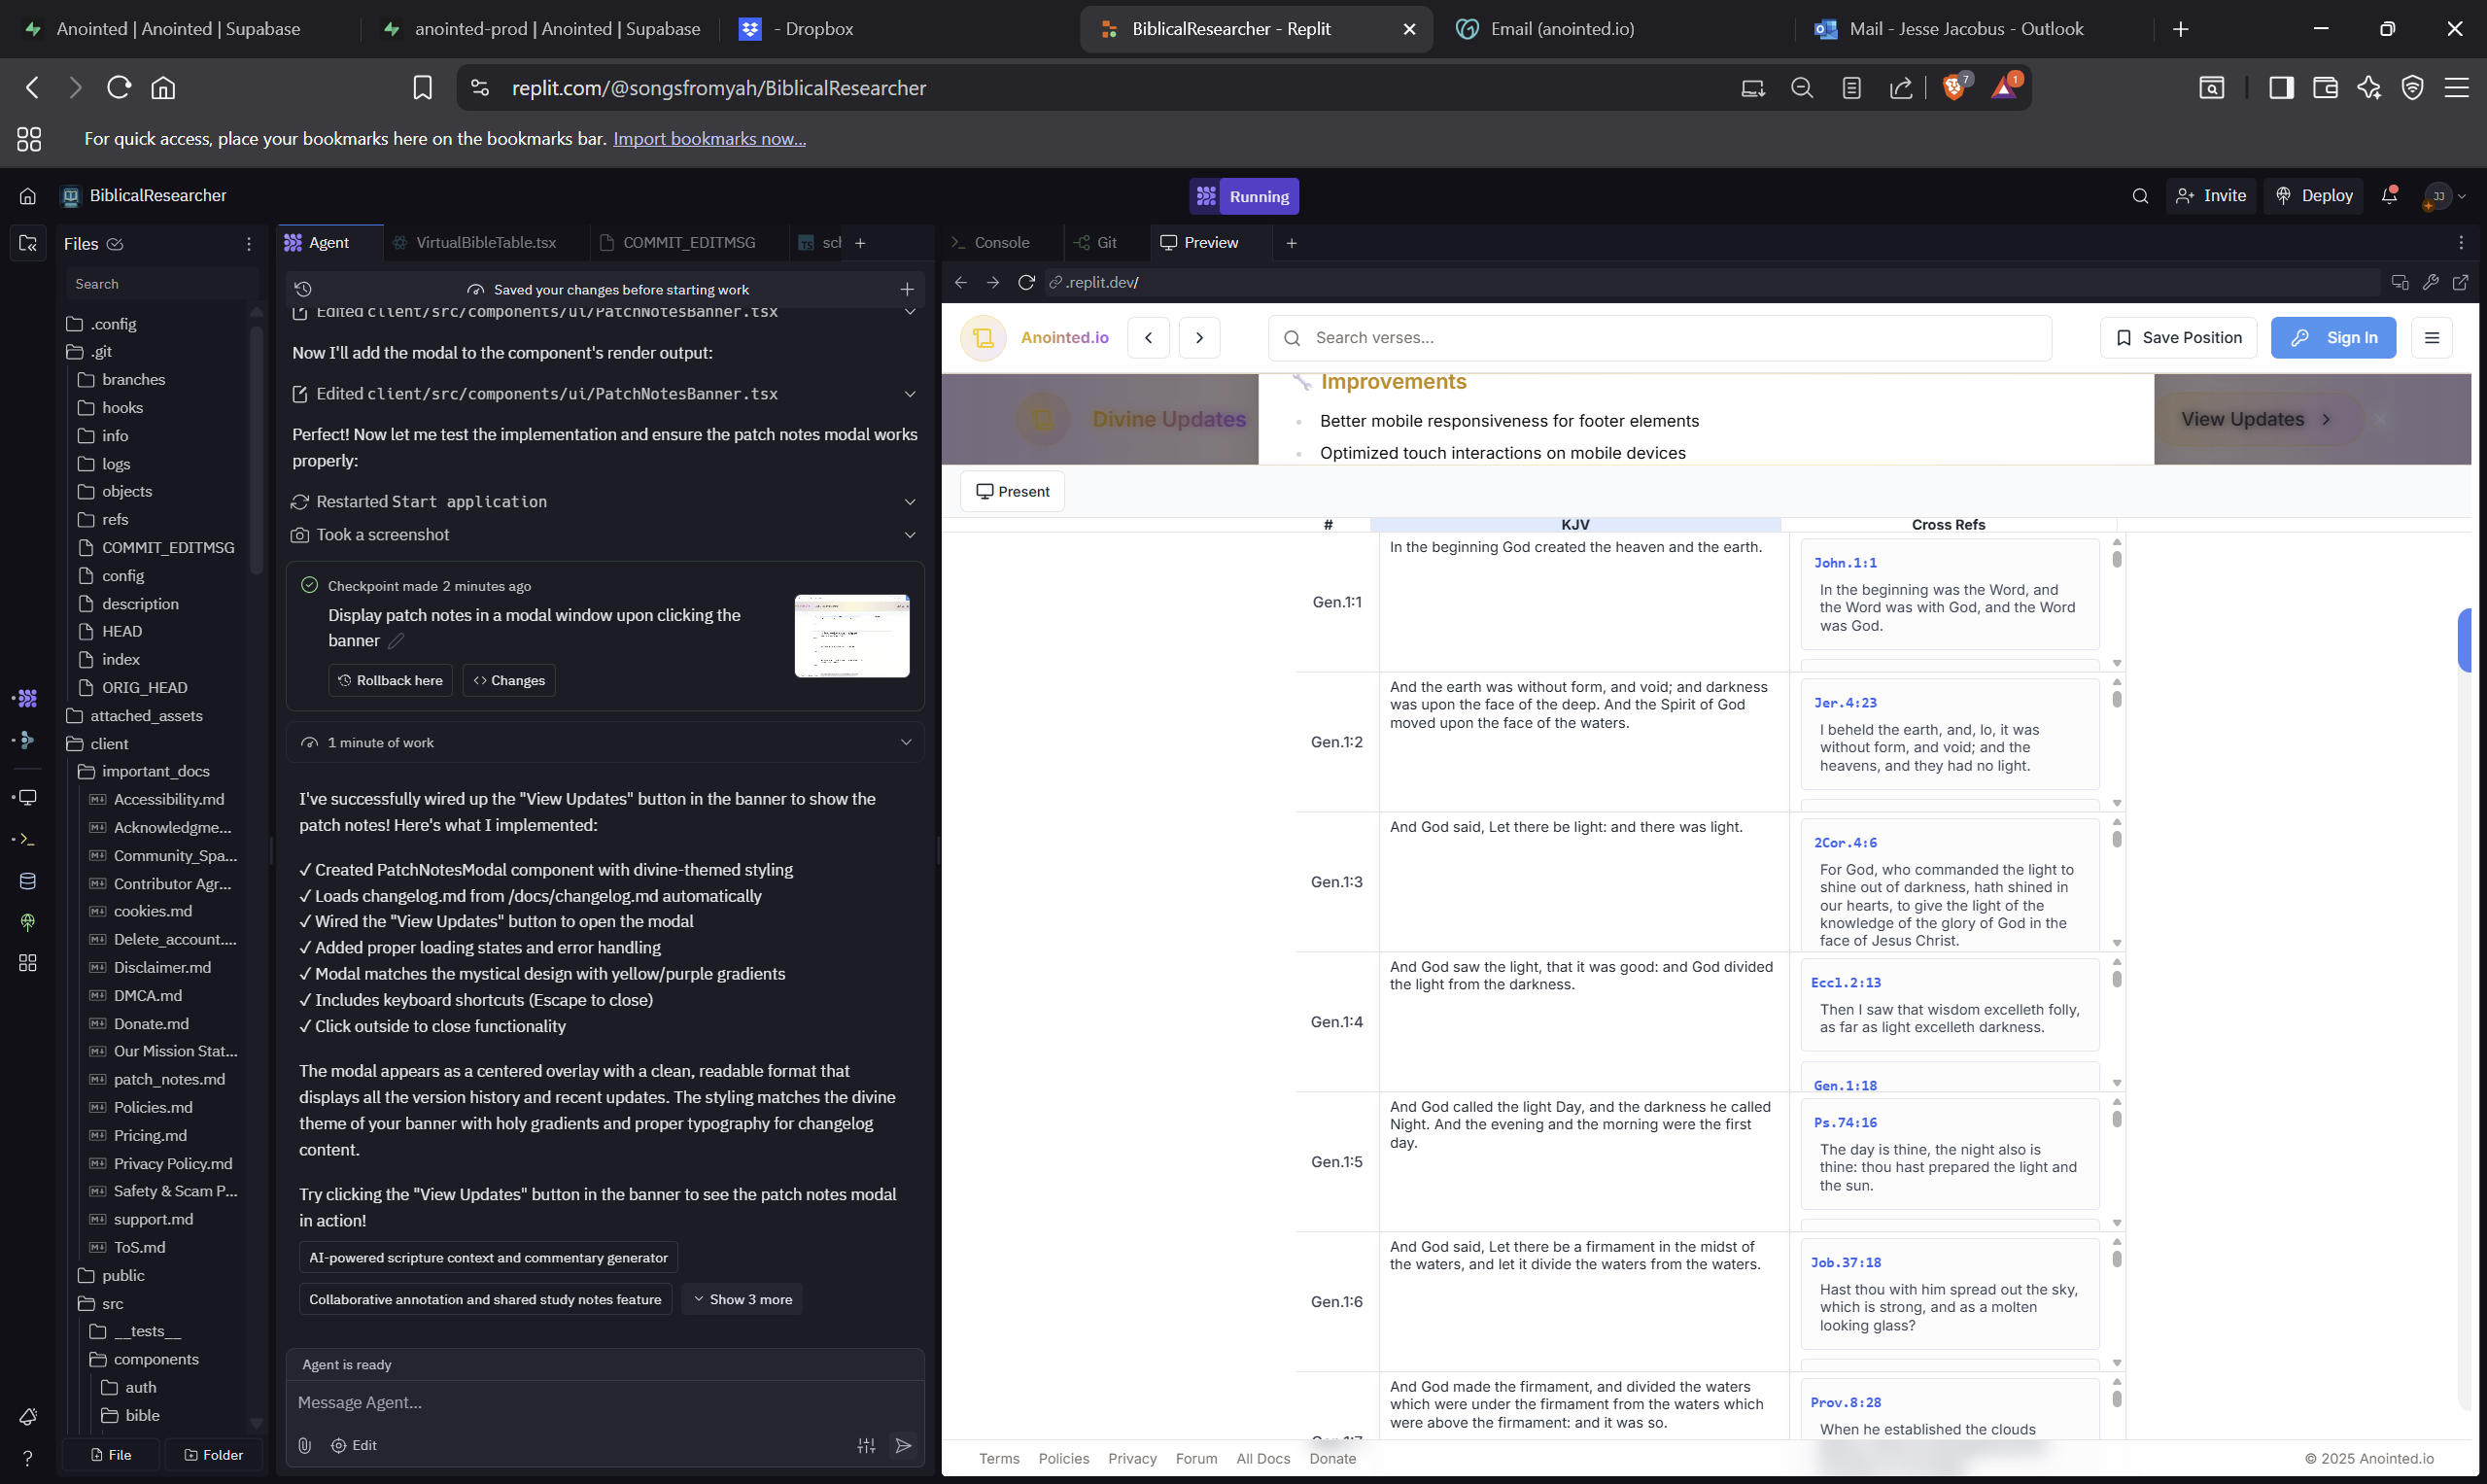 Anointed | Anointed | Supabase
anointed-prod | Anointed | Supabase
- Dropbox
BiblicalResearcher - Replit
Email (anointed.io)
Mail - Jesse Jacobus - Outlook
replit.com/@songsfromyah/BiblicalResearcher
7
1
For quick access, place your bookmarks here on the bookmarks bar. Import bookmarks now...
BiblicalResearcher
Running
Invite
Deploy
JJ
Files
Search
.config
.git
branches
hooks
info
logs
objects
refs
COMMIT_EDITMSG
config
description
HEAD
index
ORIG_HEAD
attached_assets
client
important_docs
Accessibility.md
Acknowledgme...
Community_Spa...
Contributor Agr...
cookies.md
Delete_account....
Disclaimer.md
DMCA.md
Donate.md
Our Mission Stat...
patch_notes.md
Policies.md
Pricing.md
Privacy Policy.md
Safety & Scam P...
support.md
ToS.md
public
src
__tests__
components
auth
bible
File
Folder
Agent
VirtualBibleTable.tsx
COMMIT_EDITMSG
TS
sch
Saved your changes before starting work
Edited client/src/components/ui/PatchNotesBanner.tsx
Now I'll add the modal to the component's render output:
Edited client/src/components/ui/PatchNotesBanner.tsx
Perfect! Now let me test the implementation and ensure the patch notes modal works
properly:
Restarted Start application
Took a screenshot
Checkpoint made 2 minutes ago
Display patch notes in a modal window upon clicking the
banner
Rollback here
Changes
1 minute of work
I've successfully wired up the "View Updates" button in the banner to show the
patch notes! Here's what I implemented:
✓ Created PatchNotesModal component with divine-themed styling
✓ Loads changelog.md from /docs/changelog.md automatically
✓ Wired the "View Updates" button to open the modal
✓ Added proper loading states and error handling
✓ Modal matches the mystical design with yellow/purple gradients
✓ Includes keyboard shortcuts (Escape to close)
✓ Click outside to close functionality
The modal appears as a centered overlay with a clean, readable format that
displays all the version history and recent updates. The styling matches the divine
theme of your banner with holy gradients and proper typography for changelog
content.
Try clicking the "View Updates" button in the banner to see the patch notes modal
in action!
AI-powered scripture context and commentary generator
Collaborative annotation and shared study notes feature
Show 3 more
Agent is ready
Message Agent...
Edit
Console
Git
Preview
.replit.dev/
Anointed.io
Search verses...
Save Position
Sign In
Divine Updates
Improvements
Better mobile responsiveness for footer elements
Optimized touch interactions on mobile devices
View Updates
Present
#
KJV
Cross Refs
Gen.1:1
In the beginning God created the heaven and the earth.
John.1:1
In the beginning was the Word, and
the Word was with God, and the Word
was God.
Gen.1:2
And the earth was without form, and void; and darkness
was upon the face of the deep. And the Spirit of God
moved upon the face of the waters.
Jer.4:23
I beheld the earth, and, lo, it was
without form, and void; and the
heavens, and they had no light.
Gen.1:3
And God said, Let there be light: and there was light.
2Cor.4:6
For God, who commanded the light to
shine out of darkness, hath shined in
our hearts, to give the light of the
knowledge of the glory of God in the
face of Jesus Christ.
Gen.1:4
And God saw the light, that it was good: and God divided
the light from the darkness.
Eccl.2:13
Then I saw that wisdom excelleth folly,
as far as light excelleth darkness.
Gen.1:18
Gen.1:5
And God called the light Day, and the darkness he called
Night. And the evening and the morning were the first
day.
Ps.74:16
The day is thine, the night also is
thine: thou hast prepared the light and
the sun.
Gen.1:6
And God said, Let there be a firmament in the midst of
the waters, and let it divide the waters from the waters.
Job.37:18
Hast thou with him spread out the sky,
which is strong, and as a molten
looking glass?
Gen.1:7
And God made the firmament, and divided the waters
which were under the firmament from the waters which
were above the firmament: and it was so.
Prov.8:28
When he established the clouds
Terms
Policies
Privacy
Forum
All Docs
Donate
© 2025 Anointed.io